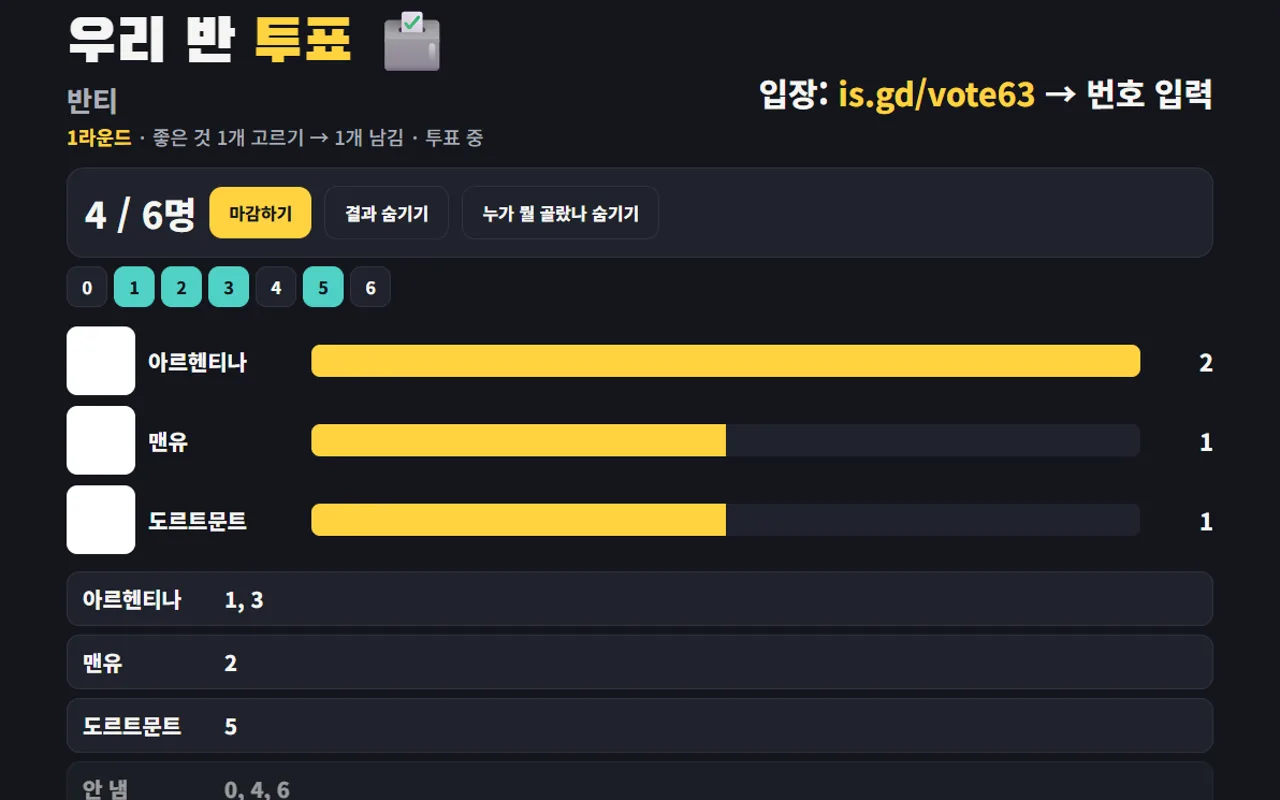 우리 반 투표
반티
입장: is.gd/vote63 → 번호 입력
1라운드 · 좋은 것 1개 고르기 → 1개 남김 · 투표 중
4 / 6명 마감하기 결과 숨기기 누가 뭘 골랐나 숨기기
0 1 2 3 4 5 6
아르헨티나 2
맨유 1
도르트문트 1
아르헨티나 1, 3
맨유 2
도르트문트 5
안 냄 0, 4, 6